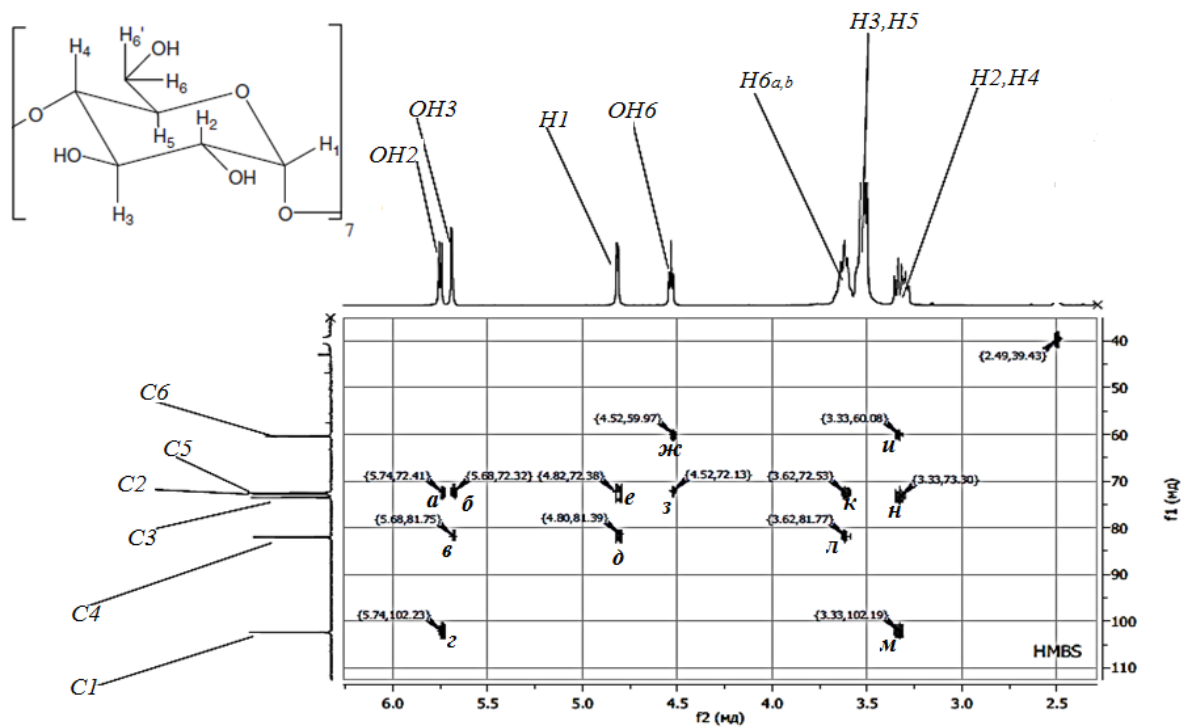 H6'
OH
H4
H6
O
O
H2
H5
H1
HO
OH
H3
O
7
H3,H5
H6a,b
H2,H4
OH3
H1
OH6
OH2
C6
C5
C2
C3
C4
C1
{2.49,39.43}
{4.52,59.97}
{3.33,60.08}
ж
и
{5.74,72.41}
{5.68,72.32}
{4.82,72.38}
{4.52,72.13}
{3.62,72.53}
{3.33,73.30}
а
б
е
з
к
н
{5.68,81.75}
{4.80,81.39}
{3.62,81.77}
в
д
л
{5.74,102.23}
{3.33,102.19}
г
м
HMBS
40
50
60
70
80
90
100
110
f1 (мд)
6.0
5.5
5.0
4.5
4.0
3.5
3.0
2.5
f2 (мд)